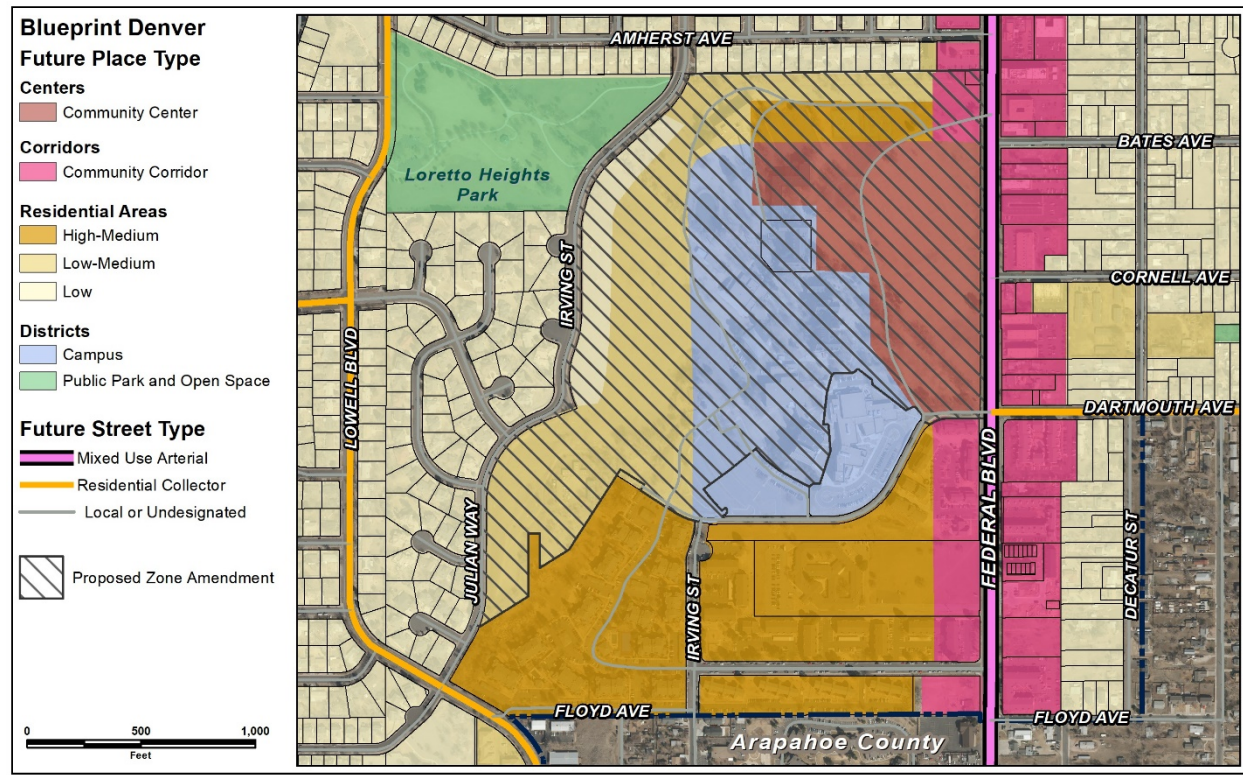 Blueprint Denver
Future Place Type
Centers
Community Center
Corridors
Community Corridor
Residential Areas
High-Medium
Low-Medium
Low
Districts
Campus
Public Park and Open Space
Future Street Type
Mixed Use Arterial
Residential Collector
Local or Undesignated
Proposed Zone Amendment
0 500 1,000
Feet
AMHERST AVE
BATES AVE
Loretto Heights
Park
IRVING ST
CORNELL AVE
LOWELL BLVD
DARTMOUTH AVE
FEDERAL BLVD
JULIAN WAY
IRVING ST
DECATUR ST
FLOYD AVE
FLOYD AVE
Arapahoe County